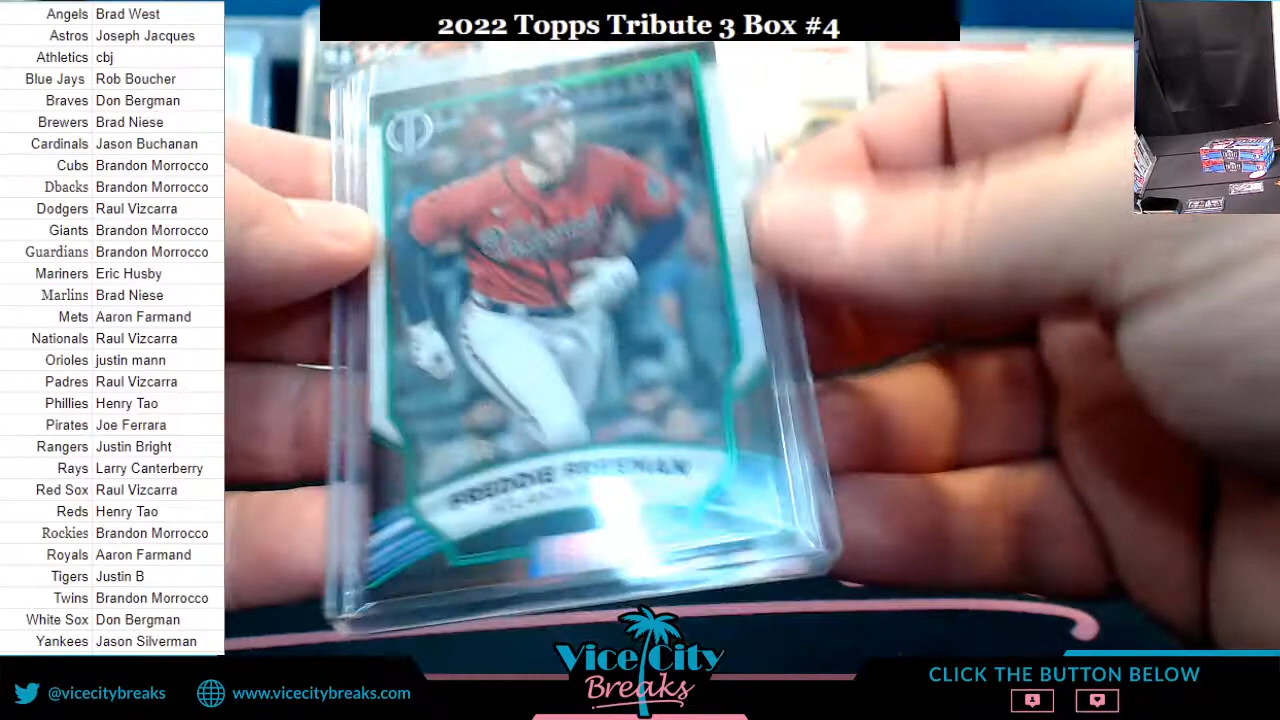 2022 Topps Tribute 3 Box #4
Angels Brad West
Astros Joseph Jacques
Athletics cbj
Blue Jays Rob Boucher
Braves Don Bergman
Brewers Brad Niese
Cardinals Jason Buchanan
Cubs Brandon Morrocco
Dbacks Brandon Morrocco
Dodgers Raul Vizcarra
Giants Brandon Morrocco
Guardians Brandon Morrocco
Mariners Eric Husby
Marlins Brad Niese
Mets Aaron Farmand
Nationals Raul Vizcarra
Orioles justin mann
Padres Raul Vizcarra
Phillies Henry Tao
Pirates Joe Ferrara
Rangers Justin Bright
Rays Larry Canterberry
Red Sox Raul Vizcarra
Reds Henry Tao
Rockies Brandon Morrocco
Royals Aaron Farmand
Tigers Justin B
Twins Brandon Morrocco
White Sox Don Bergman
Yankees Jason Silverman
FREDDIE FREEMAN
@vicecitybreaks
www.vicecitybreaks.com
Vice City
Breaks
CLICK THE BUTTON BELOW